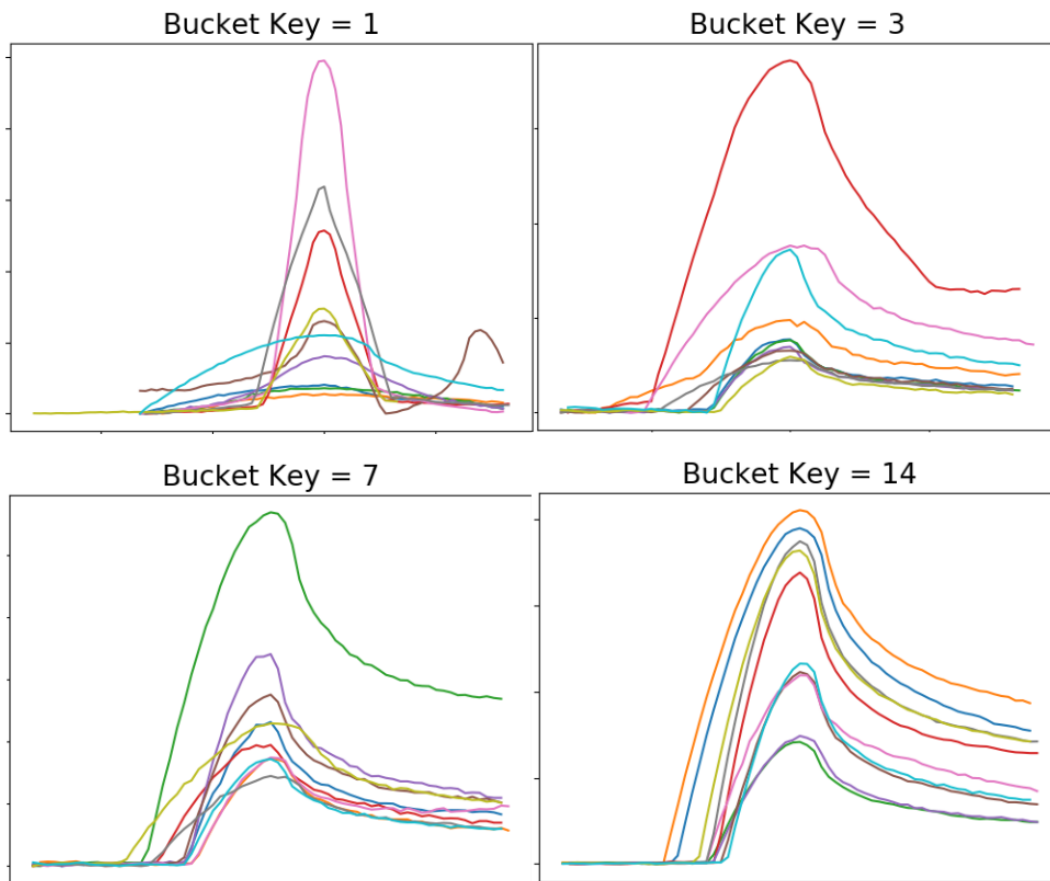 Bucket Key = 1
Bucket Key = 3
Bucket Key = 7
Bucket Key = 14